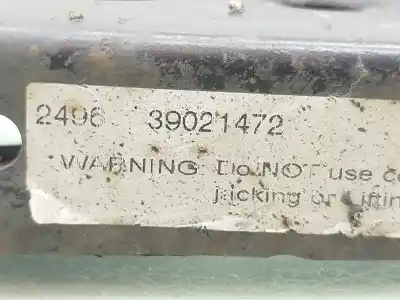 2496 39021472
WARNING: Do NOT use
jacking or